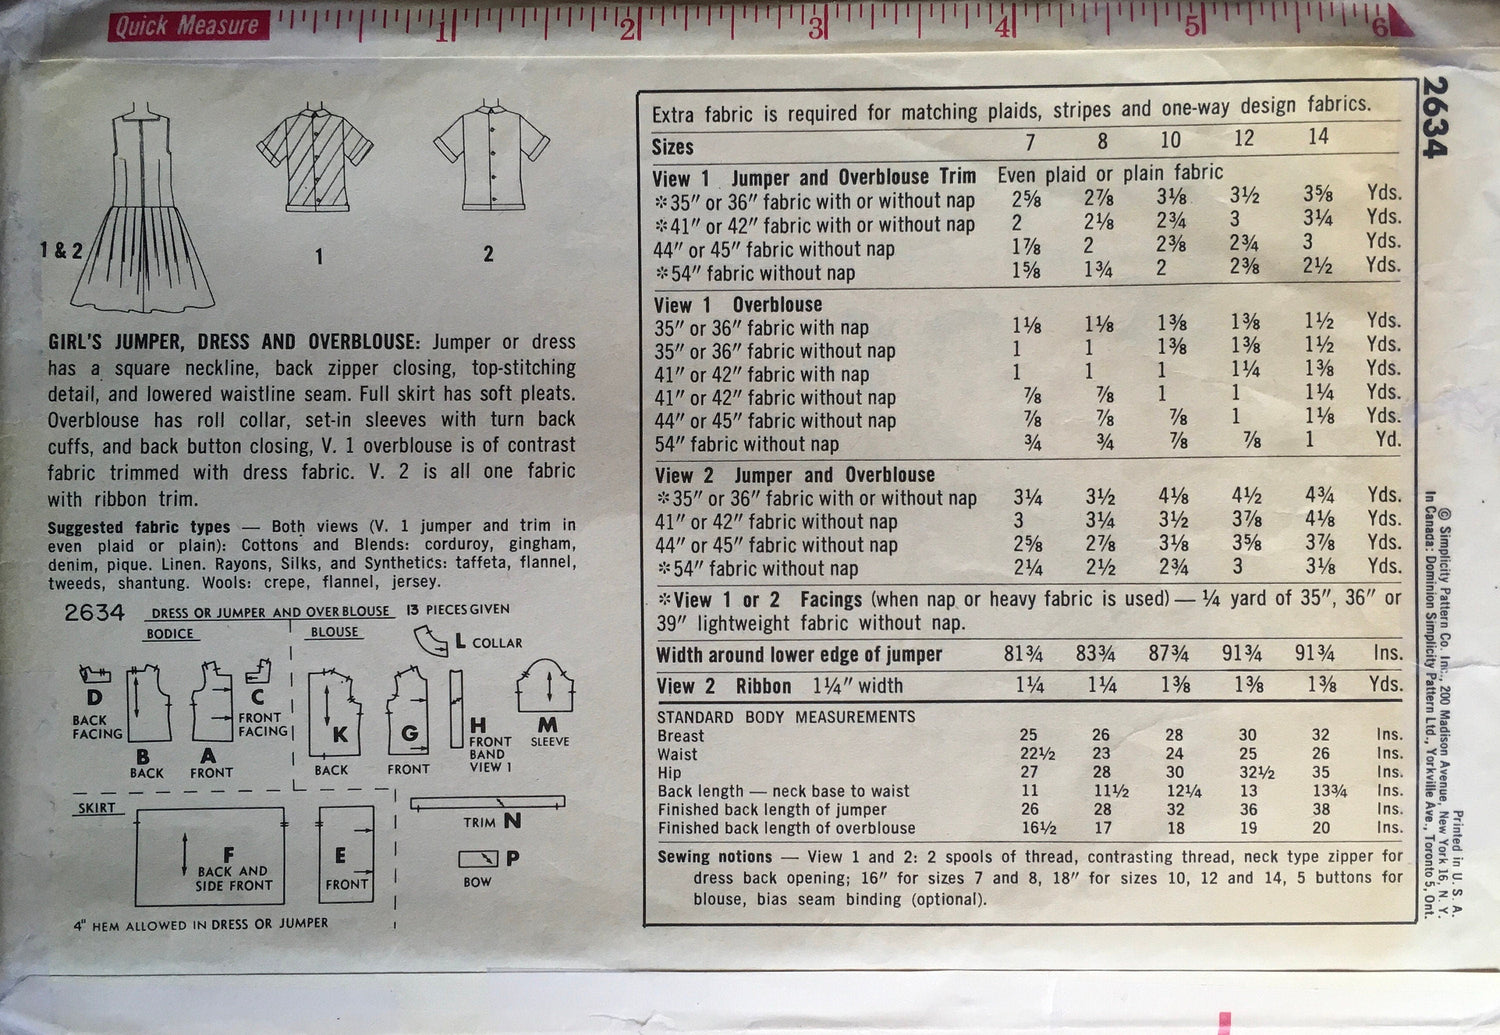 Quick Measure 1 2 3 4 5 6
1 & 2
1
2
GIRL'S JUMPER, DRESS AND OVERBLOUSE: Jumper or dress
has a square neckline, back zipper closing, top-stitching
detail, and lowered waistline seam. Full skirt has soft pleats.
Overblouse has roll collar, set-in sleeves with turn back
cuffs, and back button closing, V. 1 overblouse is of contrast
fabric trimmed with dress fabric. V. 2 is all one fabric
with ribbon trim.
Suggested fabric types — Both views (V. 1 jumper and trim in
even plaid or plain): Cottons and Blends: corduroy, gingham,
denim, pique. Linen. Rayons, Silks, and Synthetics: taffeta, flannel,
tweeds, shantung. Wools: crepe, flannel, jersey.
2634 DRESS OR JUMPER AND OVERBLOUSE 13 PIECES GIVEN
BODICE
BLOUSE
L COLLAR
D
BACK
FACING
B
BACK
A
FRONT
C
FRONT
FACING
K
BACK
G
FRONT
H
FRONT
BAND
VIEW 1
M
SLEEVE
SKIRT
F
BACK AND
SIDE FRONT
E
FRONT
TRIM N
P
BOW
4" HEM ALLOWED IN DRESS OR JUMPER
Extra fabric is required for matching plaids, stripes and one-way design fabrics.
Sizes 7 8 10 12 14
View 1 Jumper and Overblouse Trim Even plaid or plain fabric
*35" or 36" fabric with or without nap 2⅝ 2⅞ 3⅛ 3½ 3⅝ Yds.
*41" or 42" fabric with or without nap 2 2⅛ 2¾ 3 3¼ Yds.
44" or 45" fabric without nap 1⅞ 2 2⅜ 2¾ 3 Yds.
*54" fabric without nap 1⅝ 1¾ 2 2⅜ 2½ Yds.
View 1 Overblouse
35" or 36" fabric with nap 1⅛ 1⅛ 1⅜ 1⅜ 1½ Yds.
35" or 36" fabric without nap 1 1 1⅜ 1⅜ 1½ Yds.
41" or 42" fabric with nap 1 1 1 1¼ 1⅜ Yds.
41" or 42" fabric without nap ⅞ ⅞ 1 1 1¼ Yds.
44" or 45" fabric without nap ⅞ ⅞ ⅞ 1 1⅛ Yds.
54" fabric without nap ¾ ¾ ⅞ ⅞ 1 Yd.
View 2 Jumper and Overblouse
*35" or 36" fabric with or without nap 3¼ 3½ 4⅛ 4½ 4¾ Yds.
41" or 42" fabric without nap 3 3¼ 3½ 3⅞ 4⅛ Yds.
44" or 45" fabric without nap 2⅝ 2⅞ 3⅛ 3⅝ 3⅞ Yds.
*54" fabric without nap 2¼ 2½ 2¾ 3 3⅛ Yds.
*View 1 or 2 Facings (when nap or heavy fabric is used) — ¼ yard of 35", 36" or
39" lightweight fabric without nap.
Width around lower edge of jumper 81¾ 83¾ 87¾ 91¾ 91¾ Ins.
View 2 Ribbon 1¼" width 1¼ 1¼ 1⅜ 1⅜ 1⅜ Yds.
STANDARD BODY MEASUREMENTS
Breast 25 26 28 30 32 Ins.
Waist 22½ 23 24 25 26 Ins.
Hip 27 28 30 32½ 35 Ins.
Back length — neck base to waist 11 11½ 12¼ 13 13¾ Ins.
Finished back length of jumper 26 28 32 36 38 Ins.
Finished back length of overblouse 16½ 17 18 19 20 Ins.
Sewing notions — View 1 and 2: 2 spools of thread, contrasting thread, neck type zipper for
dress back opening; 16" for sizes 7 and 8, 18" for sizes 10, 12 and 14, 5 buttons for
blouse, bias seam binding (optional).
2634
Printed in U. S. A.
© Simplicity Pattern Co. Inc., 200 Madison Avenue, New York 16, N. Y.
In Canada: Dominion Simplicity Pattern Ltd., Yorkville Ave., Toronto 5, Ont.